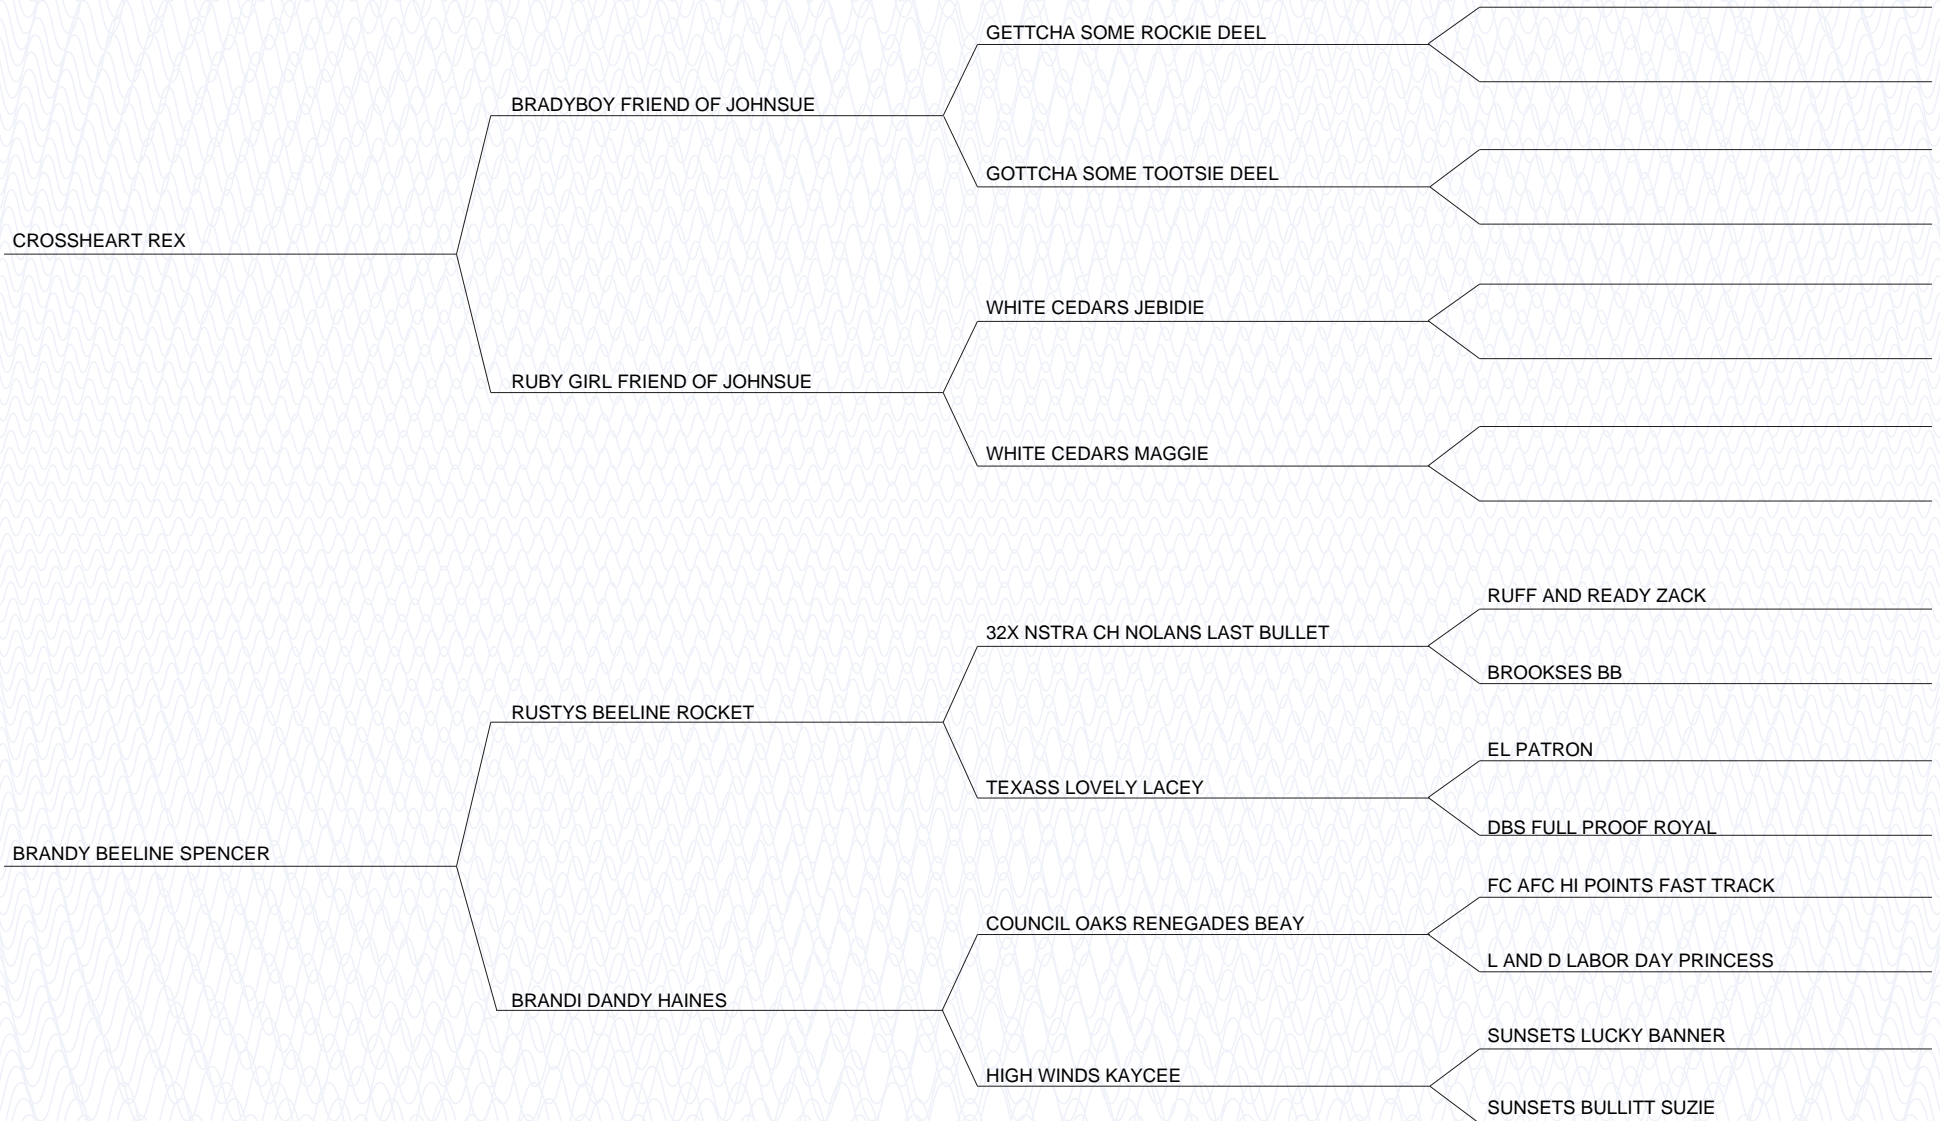 GETTCHA SOME ROCKIE DEEL
BRADYBOY FRIEND OF JOHNSUE
GOTTCHA SOME TOOTSIE DEEL
CROSSHEART REX
WHITE CEDARS JEBIDIE
RUBY GIRL FRIEND OF JOHNSUE
WHITE CEDARS MAGGIE
RUFF AND READY ZACK
32X NSTRA CH NOLANS LAST BULLET
BROOKSES BB
RUSTYS BEELINE ROCKET
EL PATRON
TEXASS LOVELY LACEY
DBS FULL PROOF ROYAL
BRANDY BEELINE SPENCER
FC AFC HI POINTS FAST TRACK
COUNCIL OAKS RENEGADES BEAY
L AND D LABOR DAY PRINCESS
BRANDI DANDY HAINES
SUNSETS LUCKY BANNER
HIGH WINDS KAYCEE
SUNSETS BULLITT SUZIE